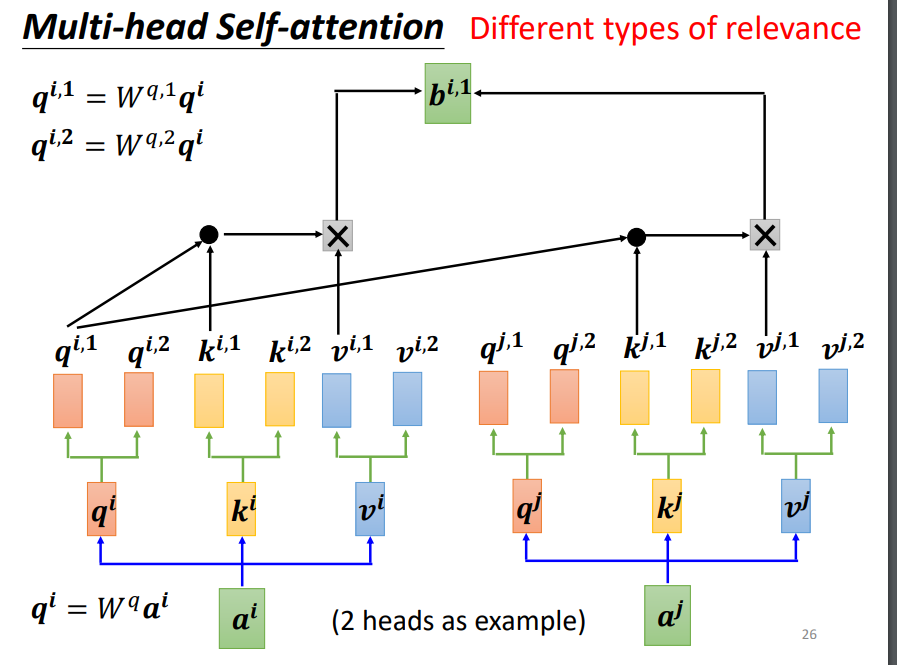 Multi-head Self-attention Different types of relevance
q^{i,1} = W^{q,1}q^i
b^{i,1}
q^{i,2} = W^{q,2}q^i
× ×
q^{i,1} q^{i,2} k^{i,1} k^{i,2} v^{i,1} v^{i,2} q^{j,1} q^{j,2} k^{j,1} k^{j,2} v^{j,1} v^{j,2}
q^i k^i v^i q^j k^j v^j
q^i = W^q a^i a^i (2 heads as example) a^j
26